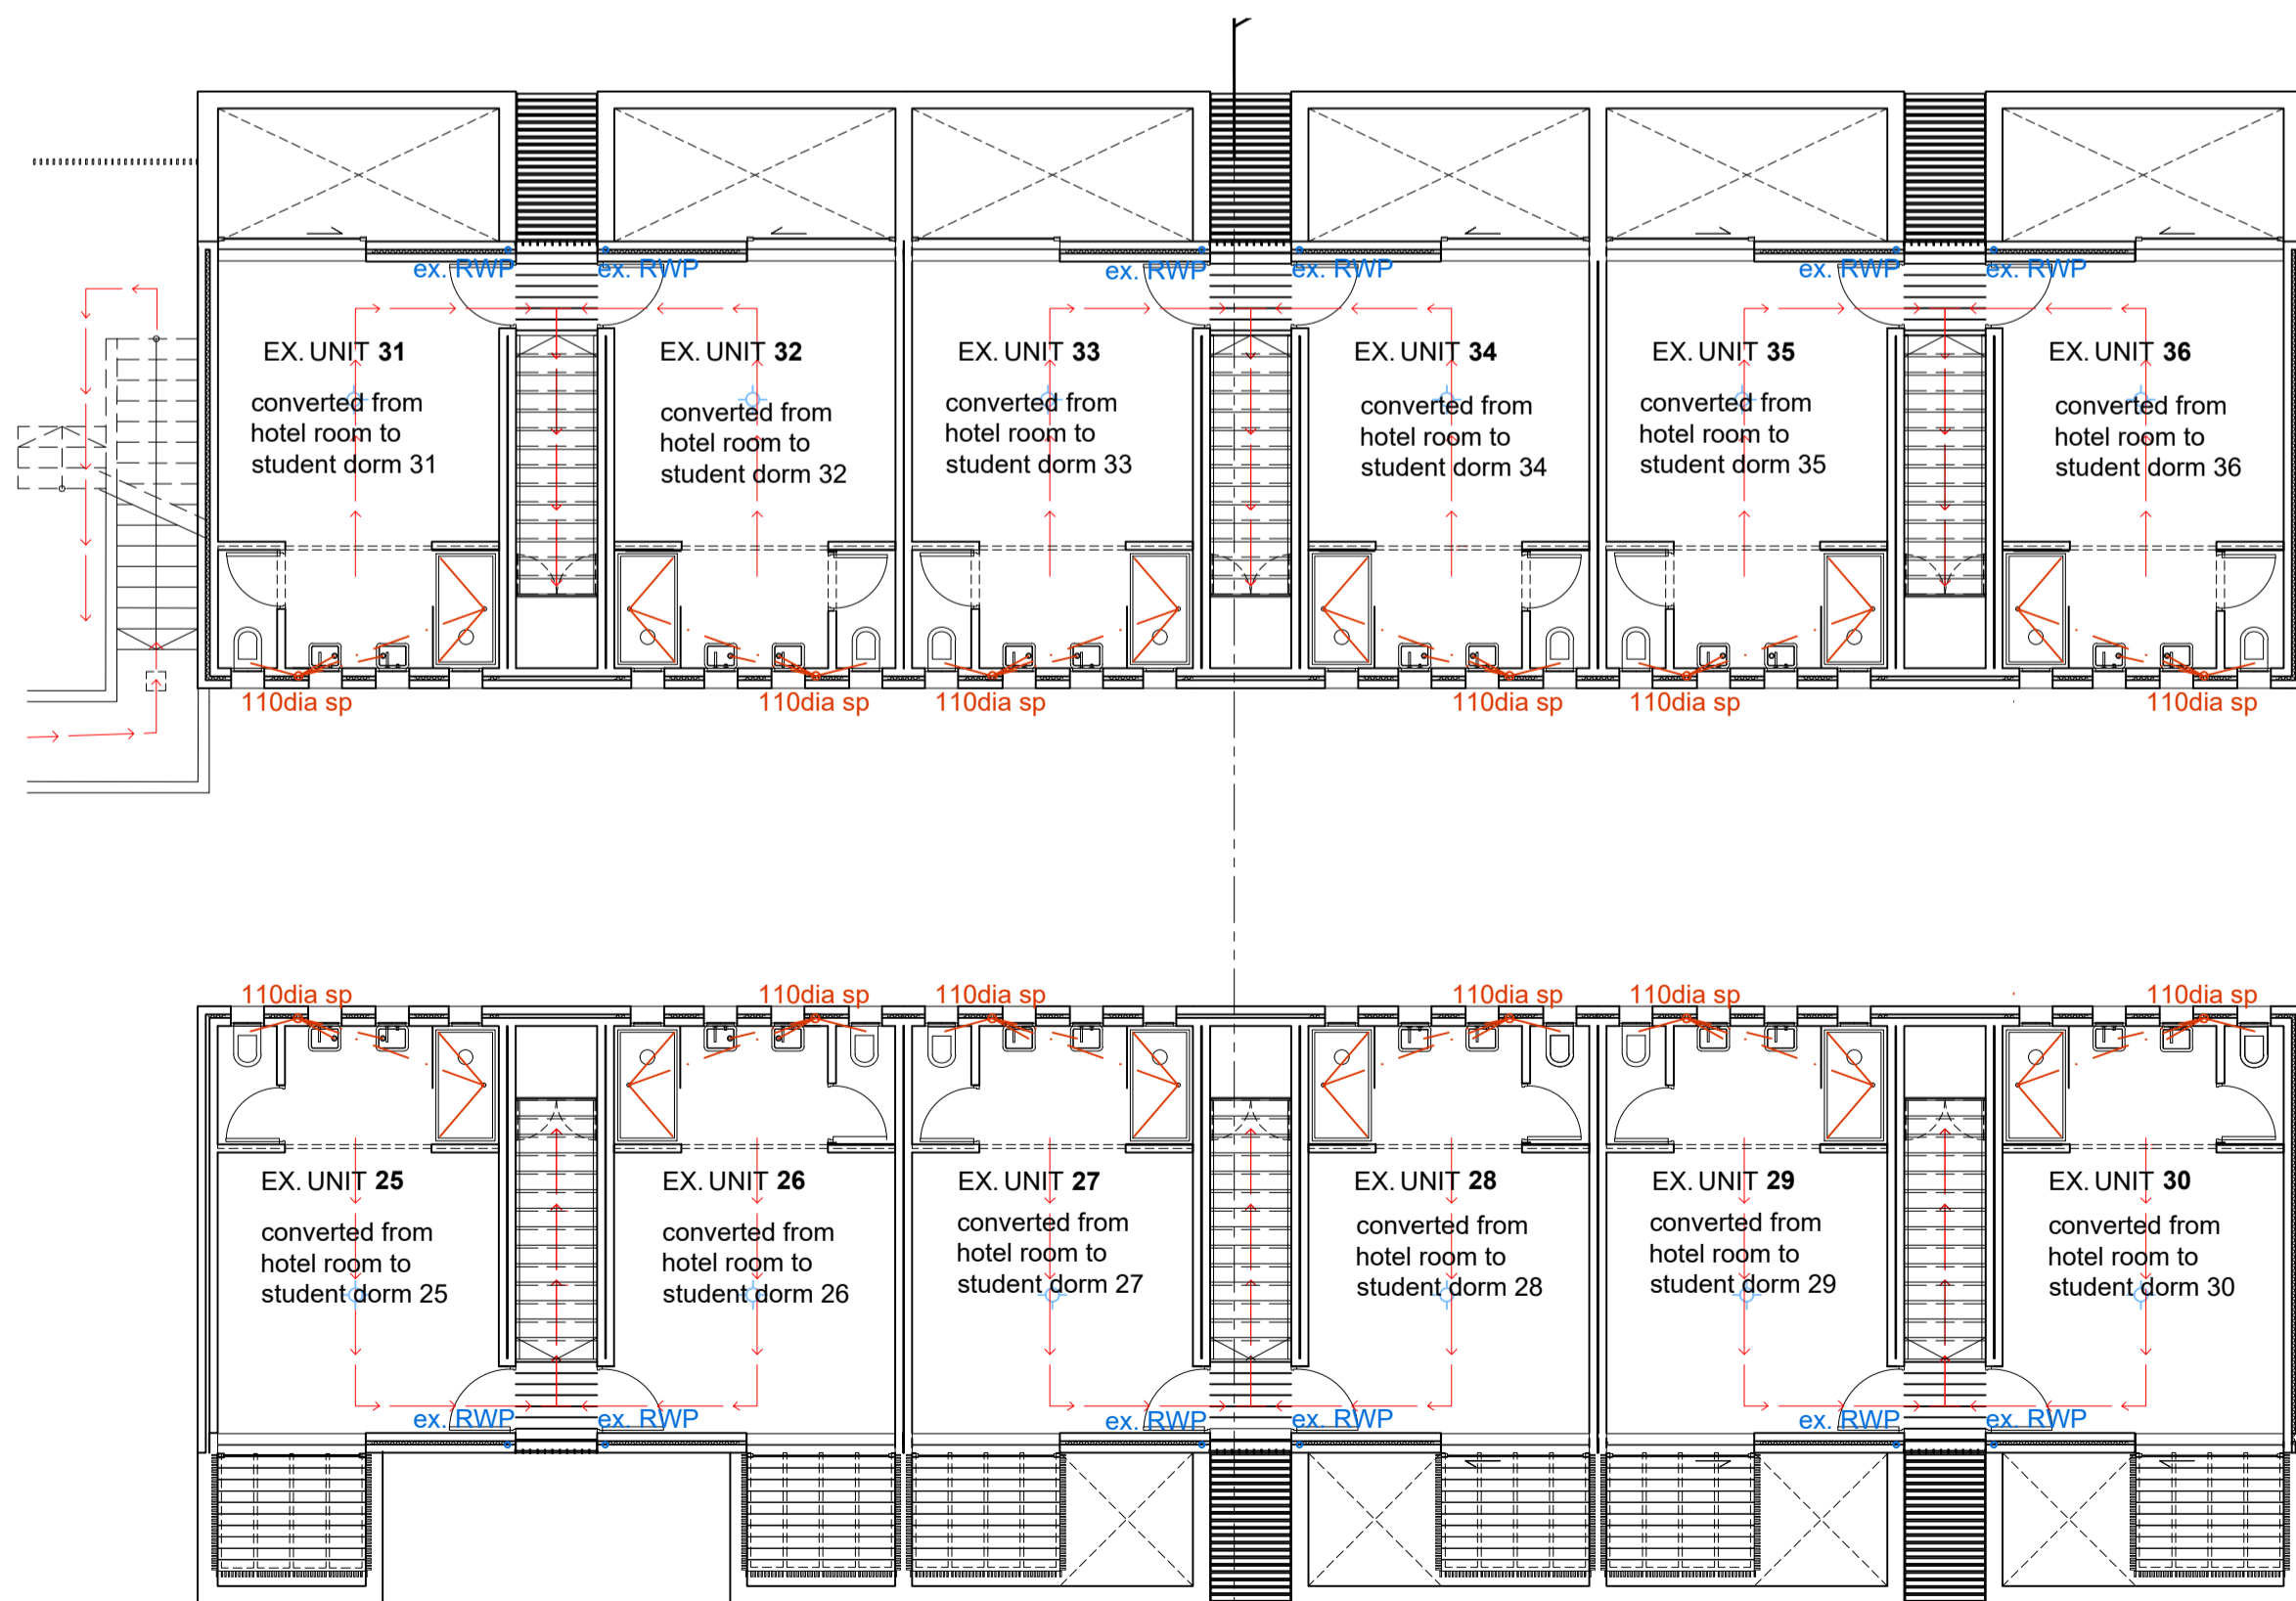 ex. RWP
ex. RWP
ex. RWP
ex. RWP
ex. RWP
ex. RWP
EX. UNIT 31
converted from
hotel room to
student dorm 31
EX. UNIT 32
converted from
hotel room to
student dorm 32
EX. UNIT 33
converted from
hotel room to
student dorm 33
EX. UNIT 34
converted from
hotel room to
student dorm 34
EX. UNIT 35
converted from
hotel room to
student dorm 35
EX. UNIT 36
converted from
hotel room to
student dorm 36
110dia sp
110dia sp
110dia sp
110dia sp
110dia sp
110dia sp
110dia sp
110dia sp
110dia sp
110dia sp
110dia sp
110dia sp
EX. UNIT 25
converted from
hotel room to
student dorm 25
EX. UNIT 26
converted from
hotel room to
student dorm 26
EX. UNIT 27
converted from
hotel room to
student dorm 27
EX. UNIT 28
converted from
hotel room to
student dorm 28
EX. UNIT 29
converted from
hotel room to
student dorm 29
EX. UNIT 30
converted from
hotel room to
student dorm 30
ex. RWP
ex. RWP
ex. RWP
ex. RWP
ex. RWP
ex. RWP